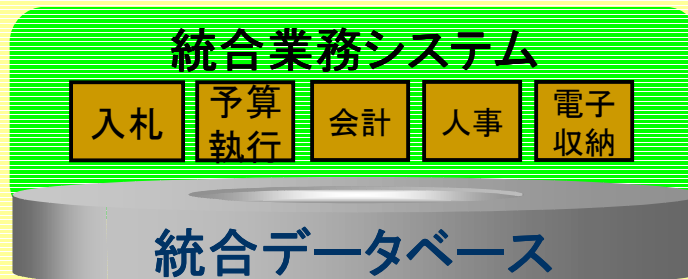 統合業務システム
入札
予算
執行
会計
人事
電子
収納
統合データベース